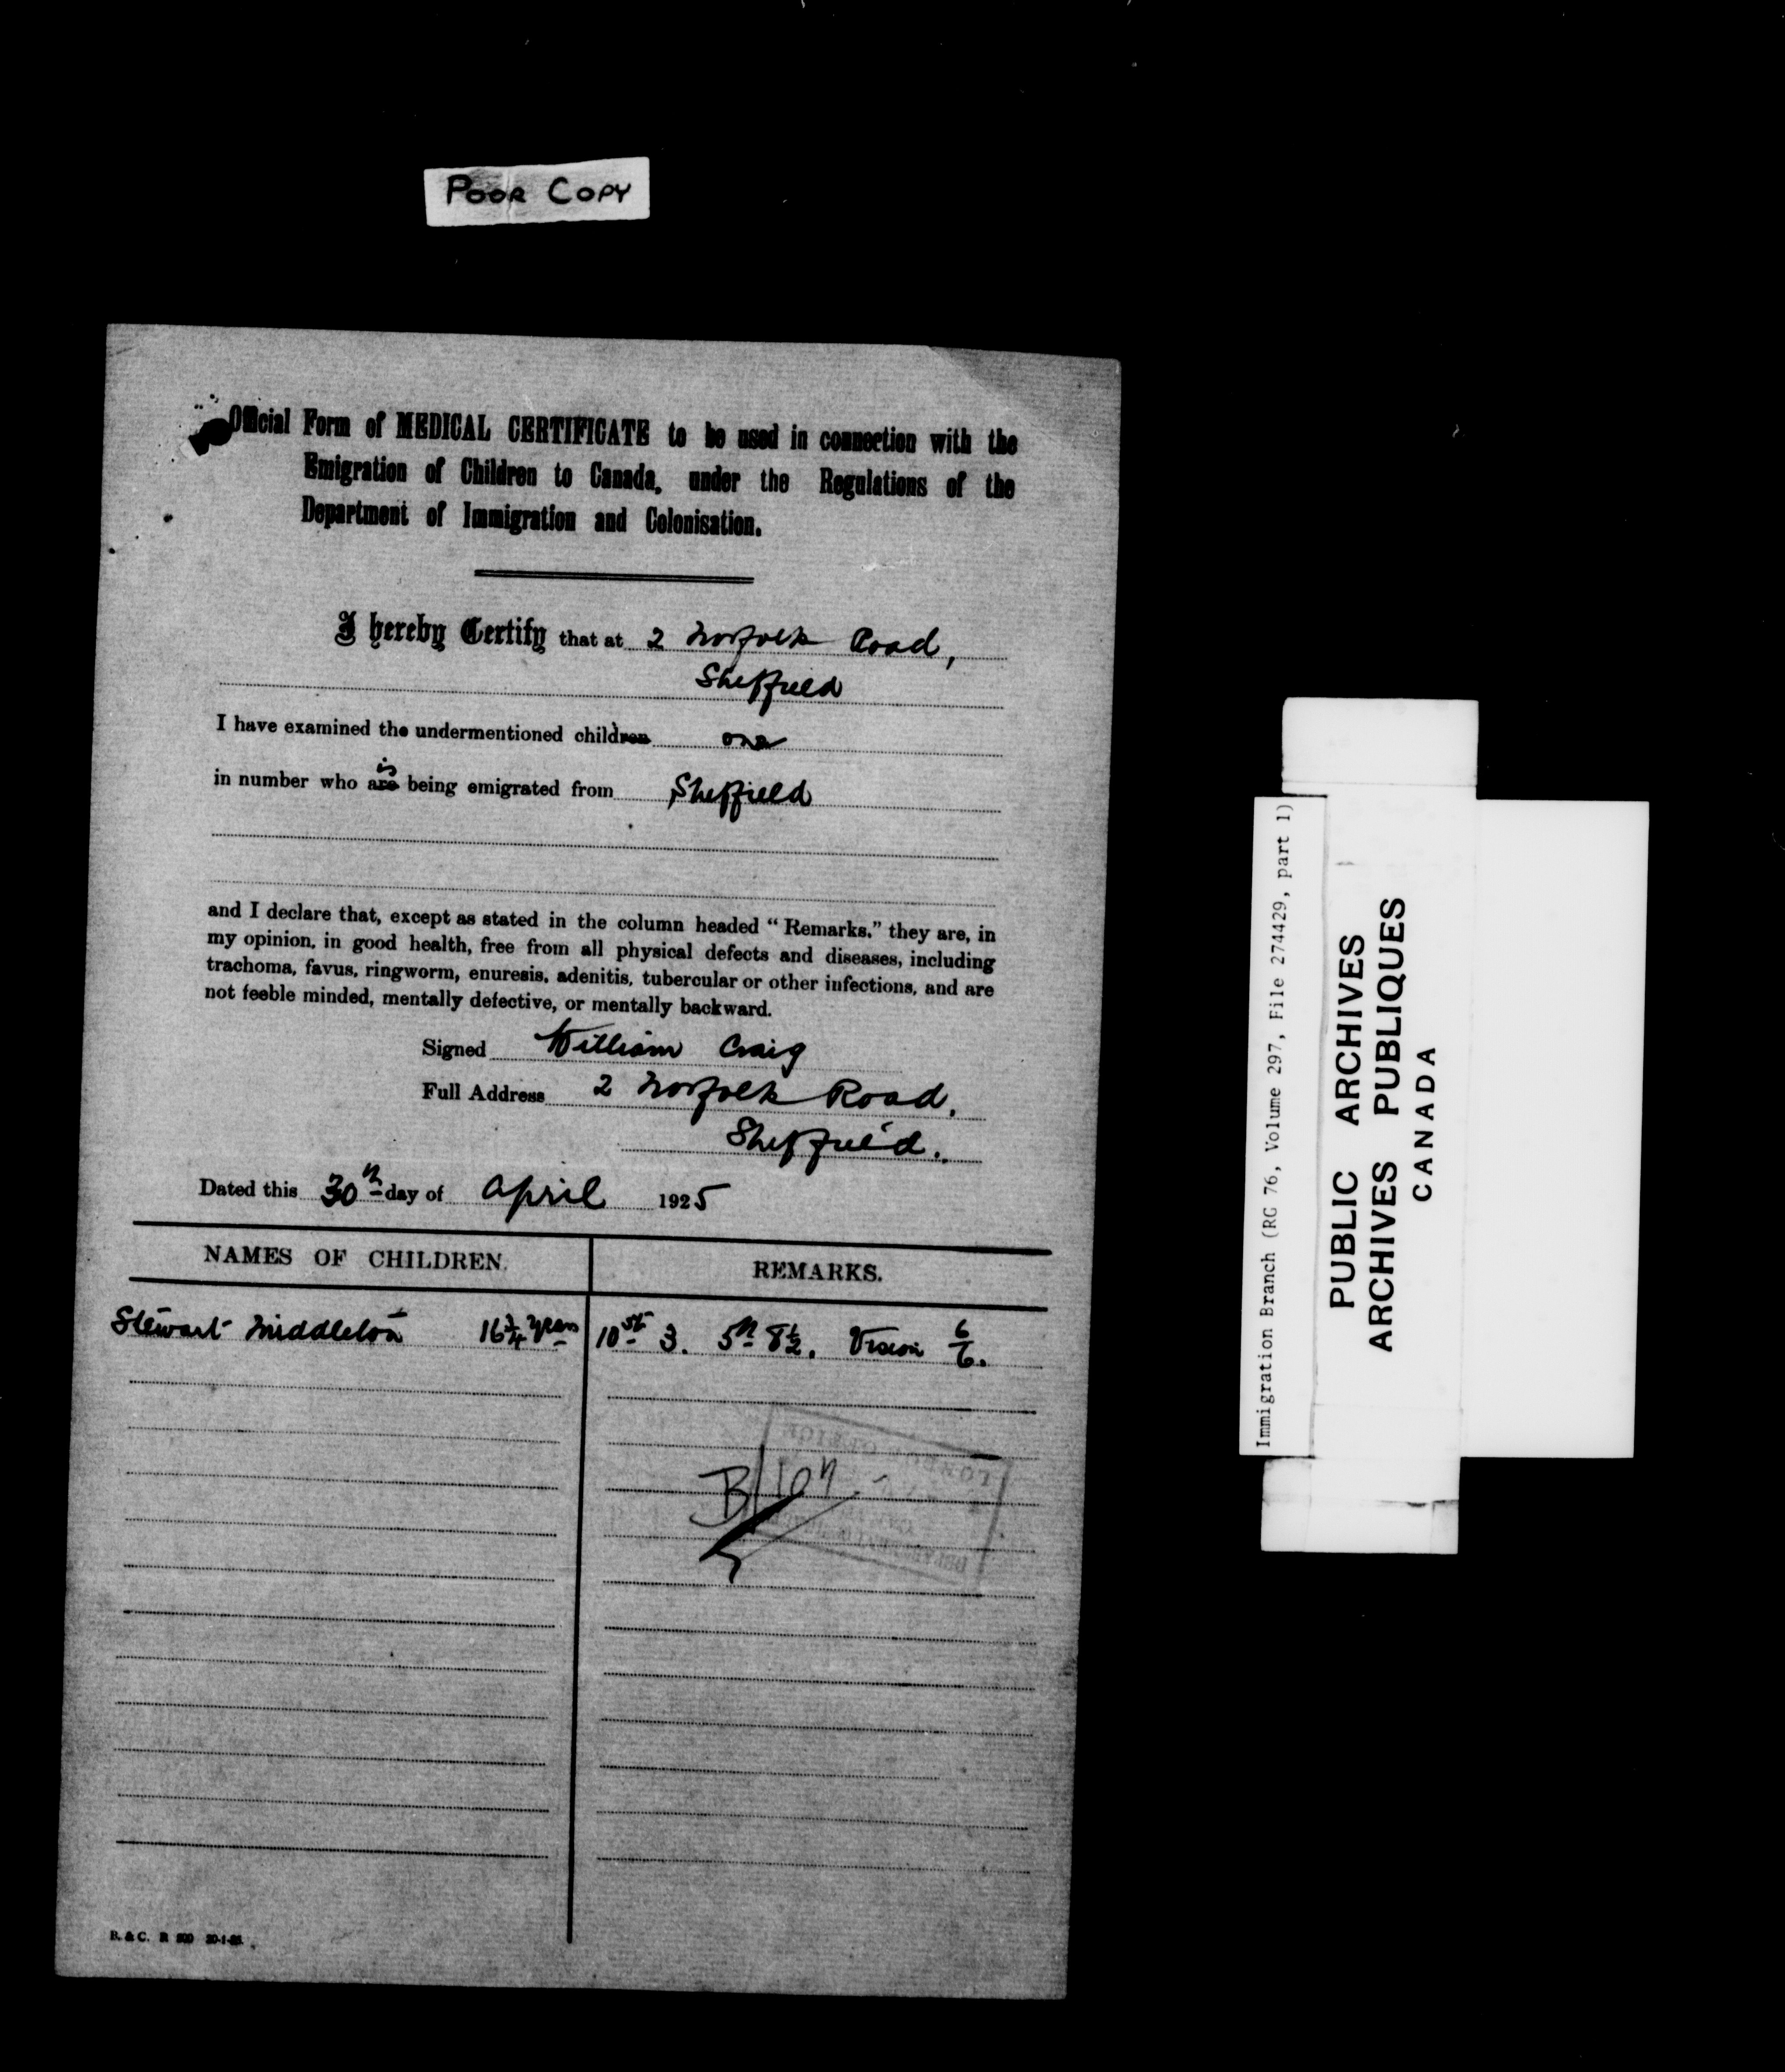 POOR COPY
Official Form of MEDICAL CERTIFICATE to be used in connection with the
Emigration of Children to Canada, under the Regulations of the
Department of Immigration and Colonisation.
I hereby Certify that at 2 Norfolk Road,
Sheffield
I have examined the undermentioned children one
in number who are is being emigrated from Sheffield
and I declare that, except as stated in the column headed “Remarks.” they are, in
my opinion, in good health, free from all physical defects and diseases, including
trachoma, favus, ringworm, enuresis, adenitis, tubercular or other infections, and are
not feeble minded, mentally defective, or mentally backward.
Signed William Craig
Full Address 2 Norfolk Road,
Sheffield.
Dated this 30th day of April 1925
NAMES OF CHILDREN. REMARKS.
Stewart Middleton 16 3/4 years 10st 3. 5ft 8 1/2. Vision 6/6.
B. & C.
Immigration Branch (RG 76, Volume 297, File 274429, part 1)
PUBLIC ARCHIVES
ARCHIVES PUBLIQUES
CANADA